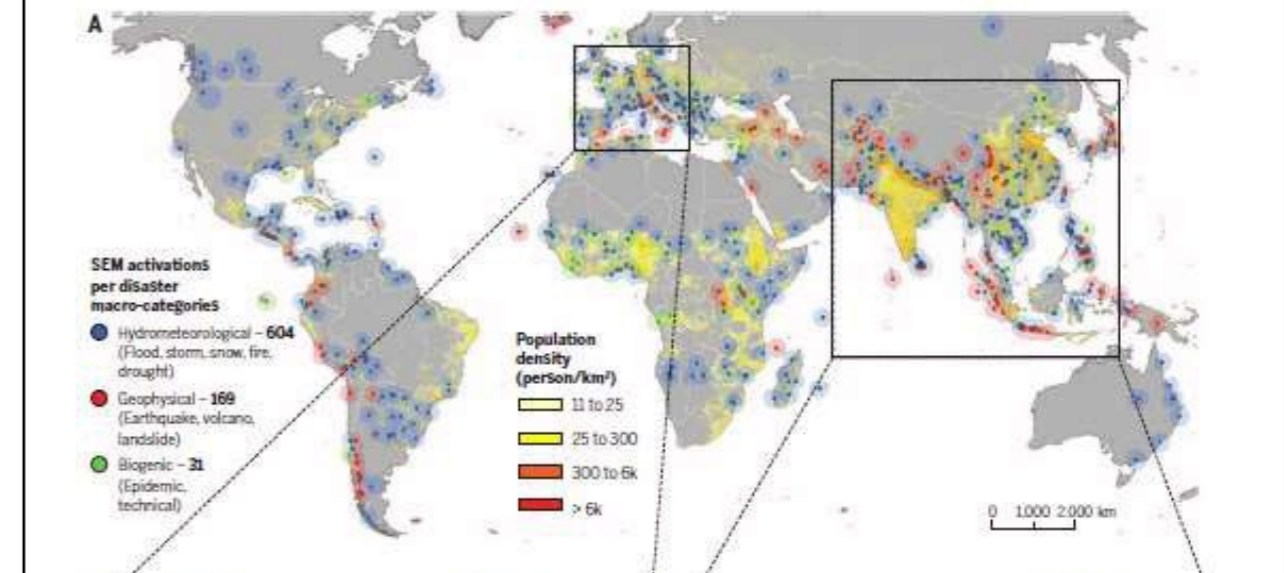 A
SEM activations
per disaster
macro-categories
Hydrometeorological – 604
(Flood, storm, snow, fire,
drought)
Geophysical – 169
(Earthquake, volcano,
landslide)
Biogenic – 31
(Epidemic,
technical)
Population
density
(person/km²)
11 to 25
25 to 300
300 to 6k
> 6k
0 1,000 2.000 km